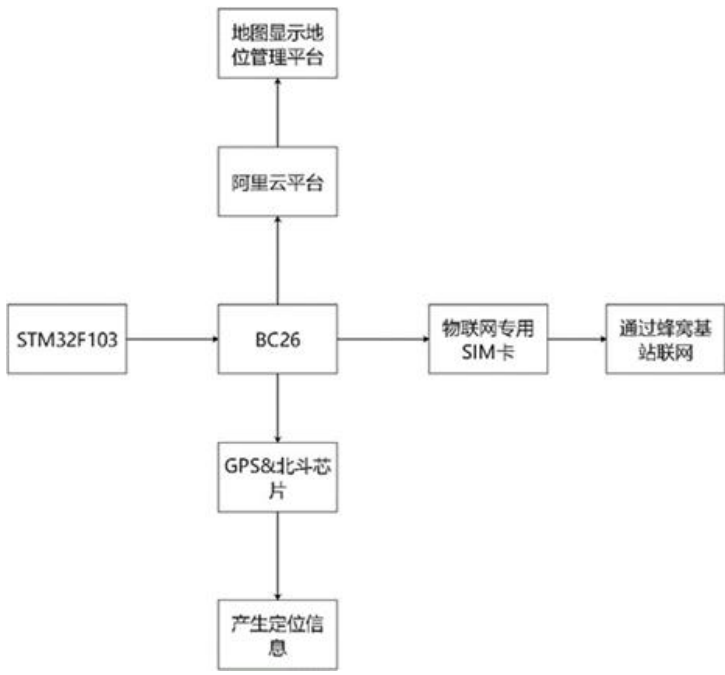 地图显示地
位管理平台
阿里云平台
STM32F103
BC26
物联网专用
SIM卡
通过蜂窝基
站联网
GPS&北斗芯
片
产生定位信
息